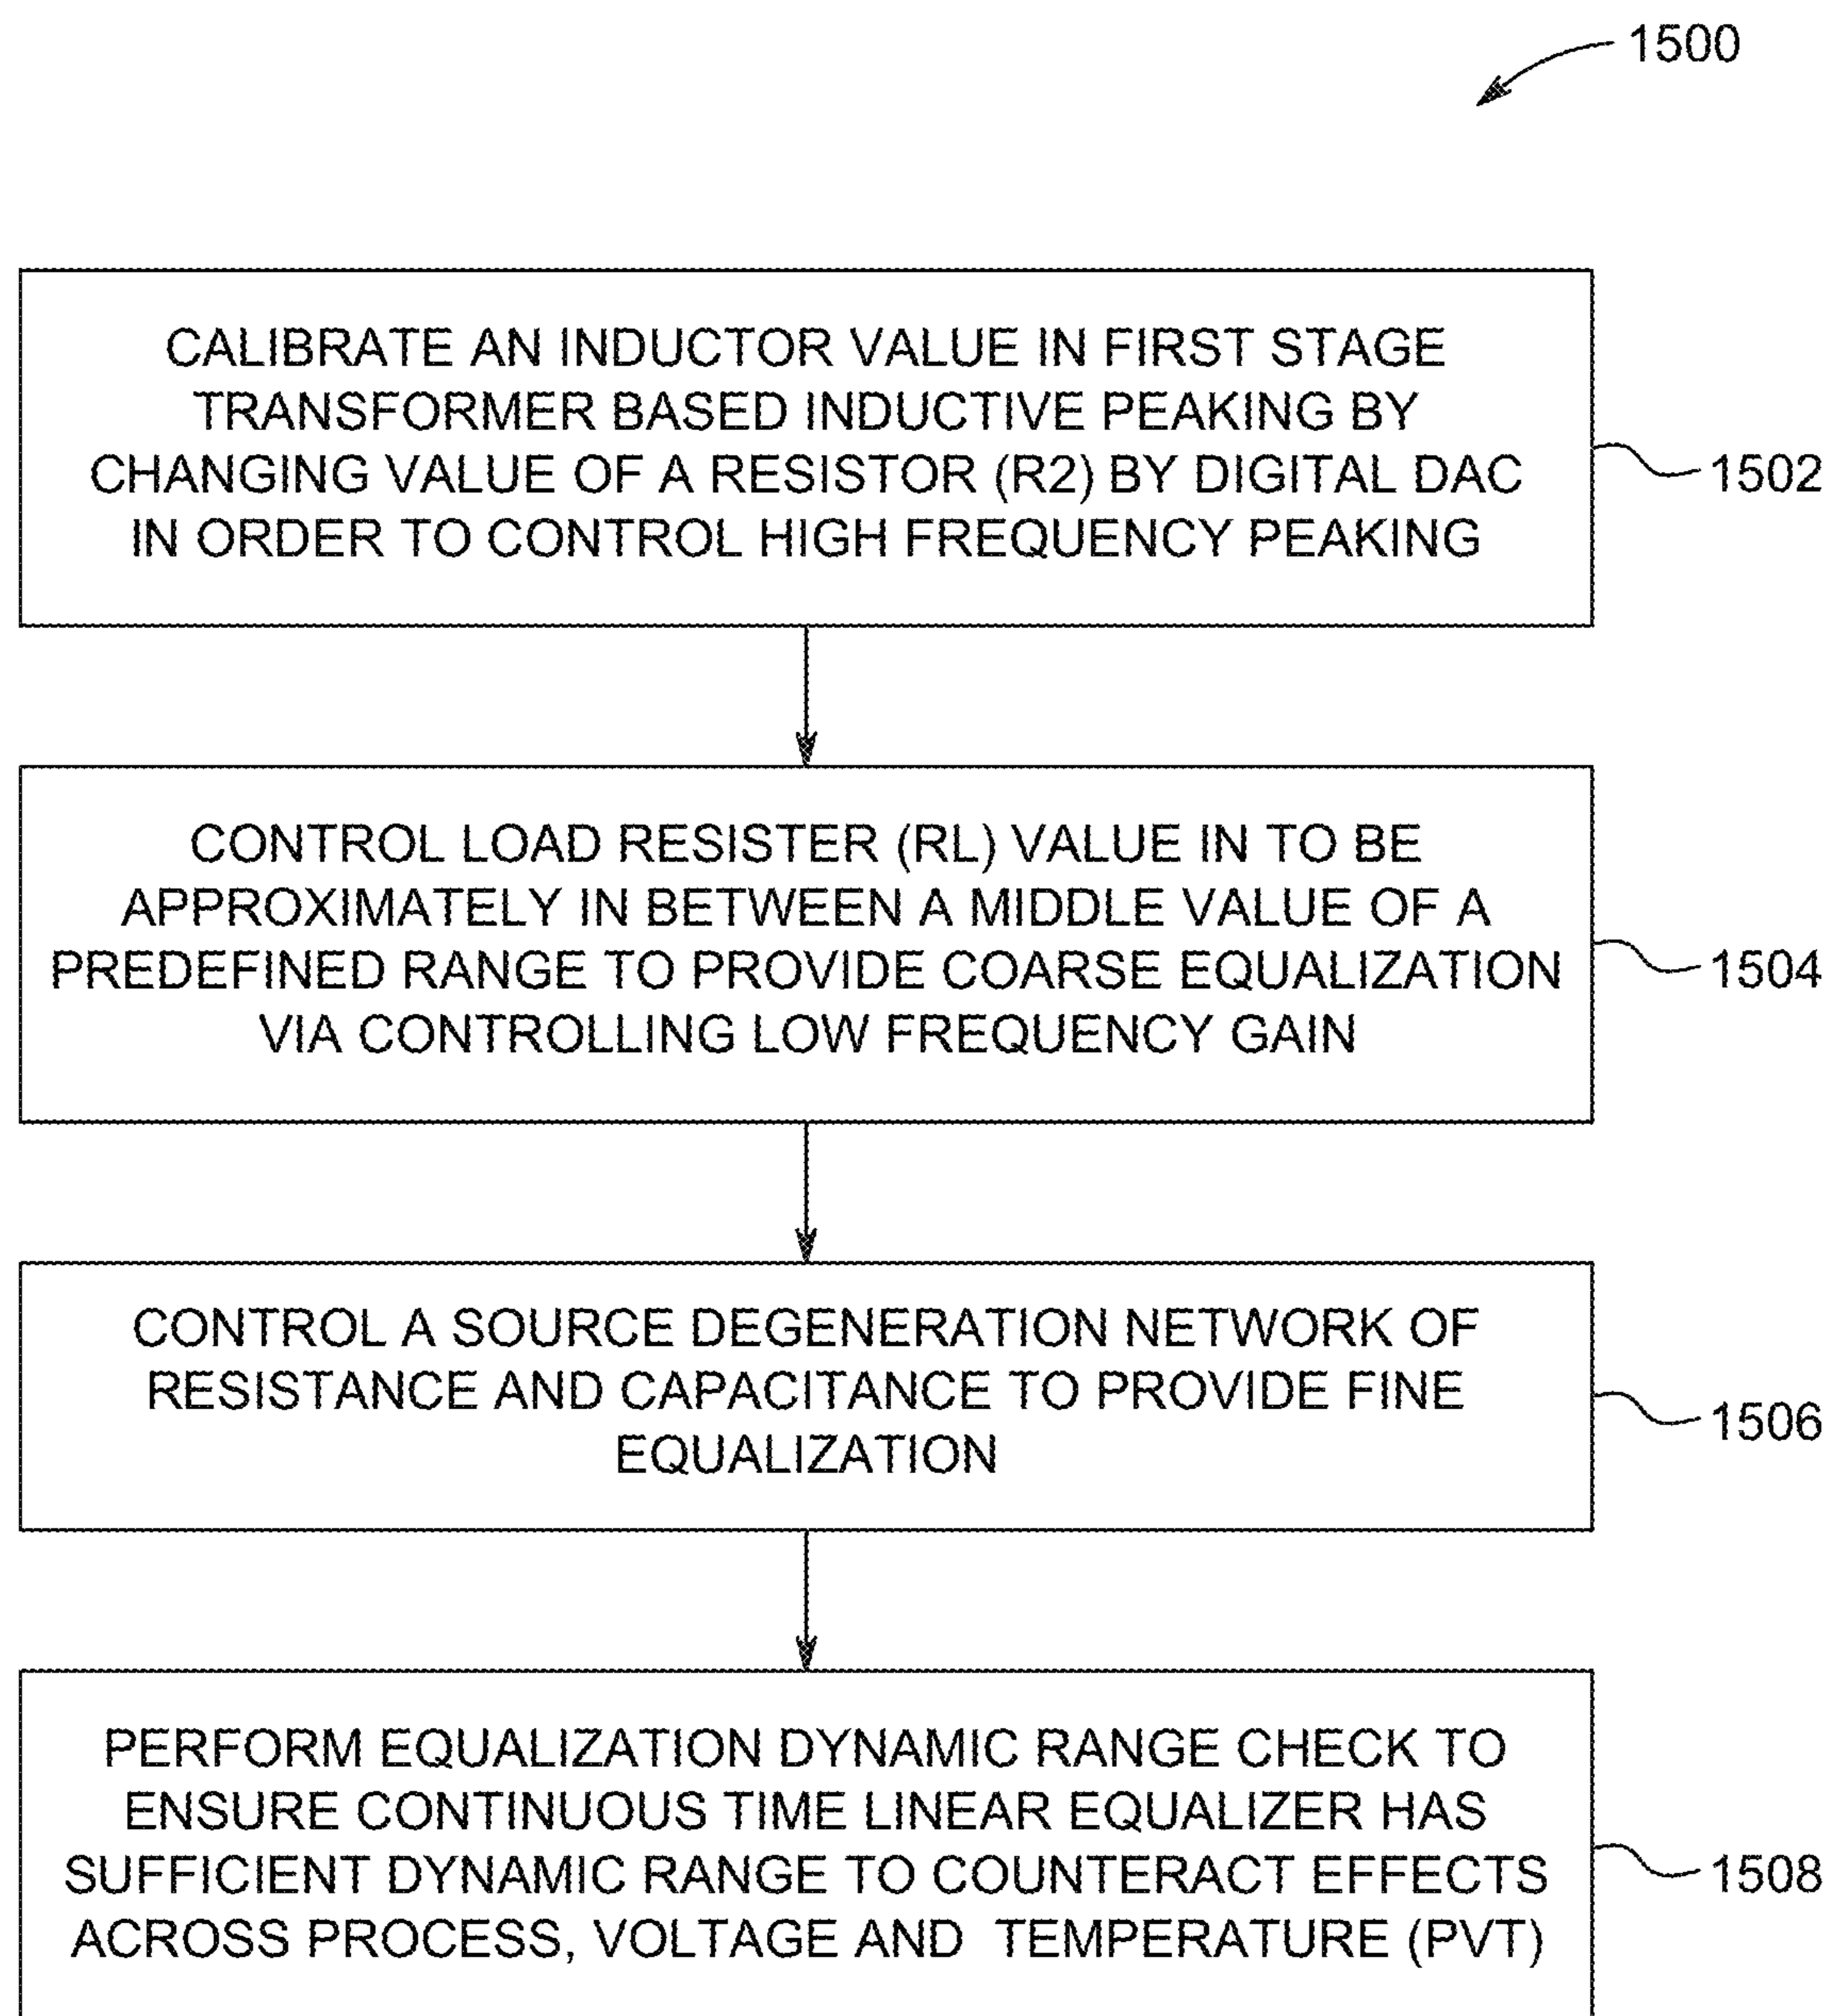 1500
CALIBRATE AN INDUCTOR VALUE IN FIRST STAGE
TRANSFORMER BASED INDUCTIVE PEAKING BY
CHANGING VALUE OF A RESISTOR (R2) BY DIGITAL DAC
IN ORDER TO CONTROL HIGH FREQUENCY PEAKING
1502
CONTROL LOAD RESISTER (RL) VALUE IN TO BE
APPROXIMATELY IN BETWEEN A MIDDLE VALUE OF A
PREDEFINED RANGE TO PROVIDE COARSE EQUALIZATION
VIA CONTROLLING LOW FREQUENCY GAIN
1504
CONTROL A SOURCE DEGENERATION NETWORK OF
RESISTANCE AND CAPACITANCE TO PROVIDE FINE
EQUALIZATION
1506
PERFORM EQUALIZATION DYNAMIC RANGE CHECK TO
ENSURE CONTINUOUS TIME LINEAR EQUALIZER HAS
SUFFICIENT DYNAMIC RANGE TO COUNTERACT EFFECTS
ACROSS PROCESS, VOLTAGE AND TEMPERATURE (PVT)
1508